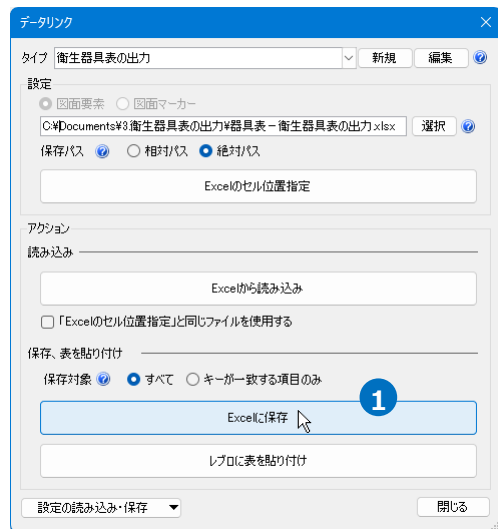 データリンク
タイプ 衛生器具表の出力 新規 編集
設定
図面要素 図面マーカー
C:¥Documents¥3.衛生器具表の出力¥器具表－衛生器具表の出力.xlsx 選択
保存パス 相対パス 絶対パス
Excelのセル位置指定
アクション
読み込み
Excelから読み込み
「Excelのセル位置指定」と同じファイルを使用する
保存、表を貼り付け
保存対象 すべて キーが一致する項目のみ
1
Excelに保存
レブロに表を貼り付け
設定の読み込み・保存 閉じる